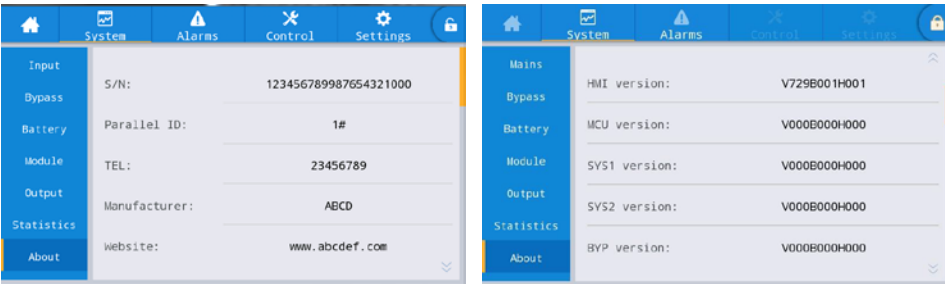 System
Alarms
Control
Settings
Input
Bypass
Battery
Module
Output
Statistics
About
S/N: 123456789987654321000
Parallel ID: 1#
TEL: 23456789
Manufacturer: ABCD
Website: www.abcdef.com
System
Alarms
Control
Settings
Mains
Bypass
Battery
Module
Output
Statistics
About
HMI version: V729B001H001
MCU version: V000B000H000
SYS1 version: V000B000H000
SYS2 version: V000B000H000
BYP version: V000B000H000